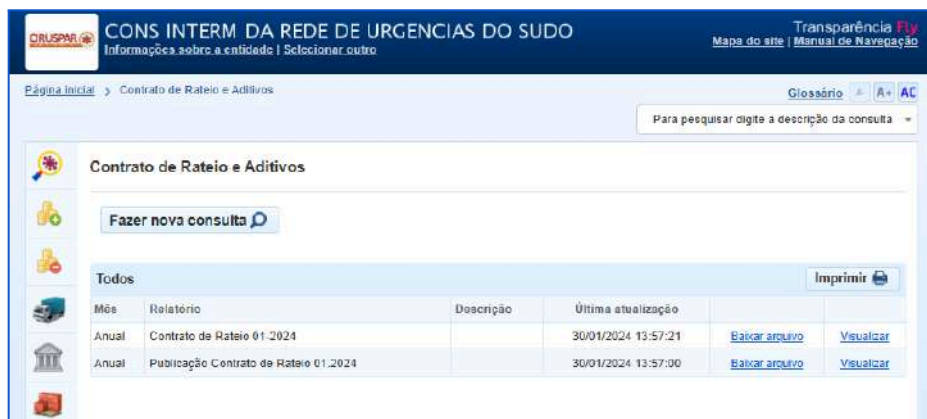 CONS INTERM DA REDE DE URGENCIAS DO SUDO
Informações sobre a entidade | Selecionar outro
Transparência Fly
Mapa do site | Manual de Navegação
Página inicial > Contrato de Rateio e Aditivos
Glossário A A+ AC
Para pesquisar digite a descrição da consulta
Contrato de Rateio e Aditivos
Fazer nova consulta
Todos Imprimir
Mês Relatório Descrição Última atualização
Anual Contrato de Rateio 01-2024 30/01/2024 13:57:21 Baixar arquivo Visualizar
Anual Publicação Contrato de Rateio 01.2024 30/01/2024 13:57:00 Baixar arquivo Visualizar